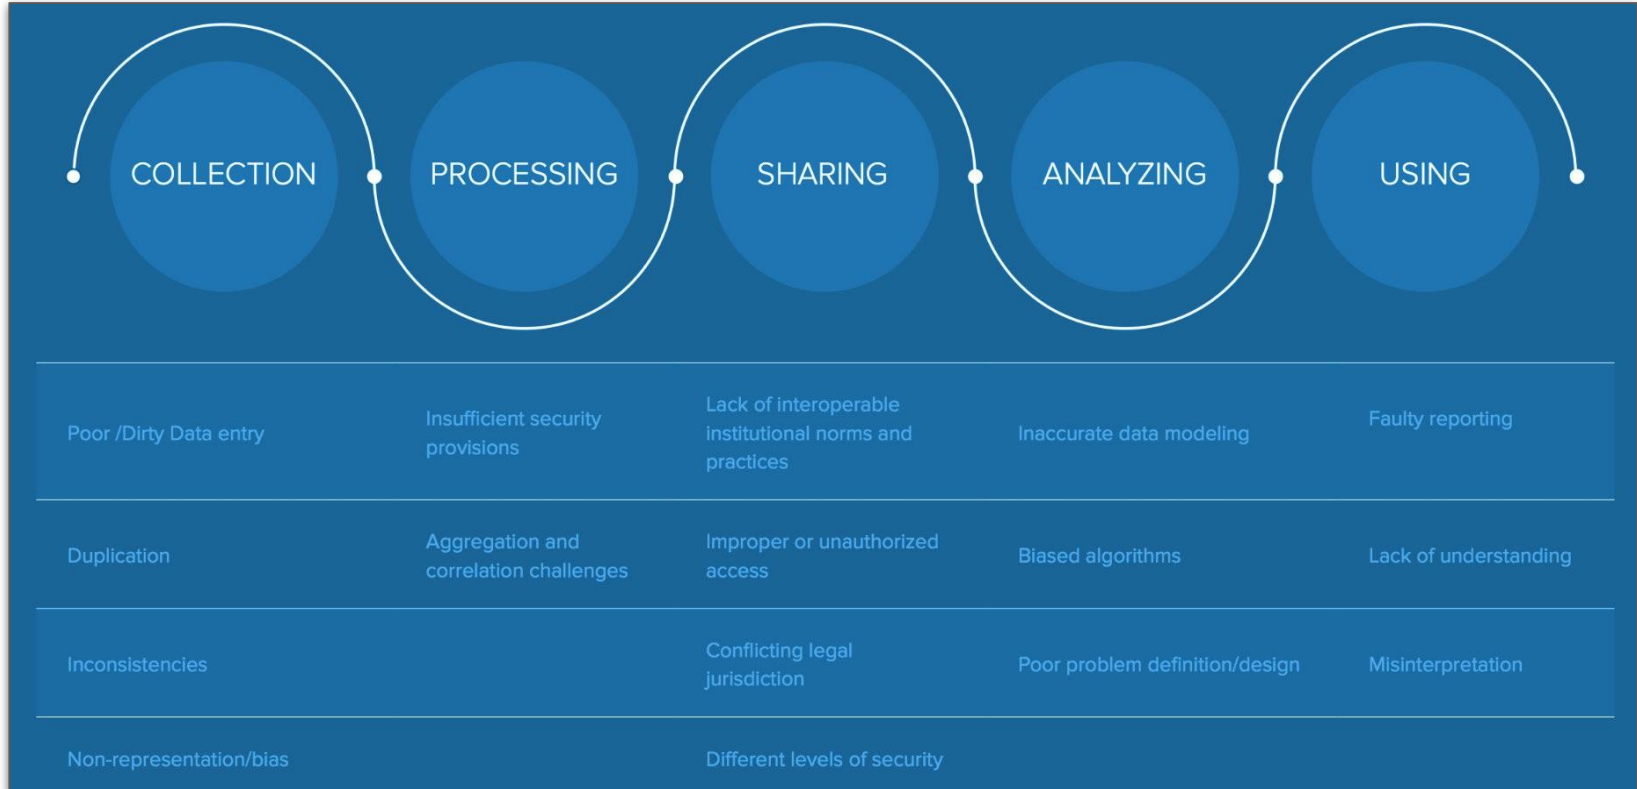 COLLECTION
PROCESSING
SHARING
ANALYZING
USING
Poor /Dirty Data entry
Insufficient security
provisions
Lack of interoperable
institutional norms and
practices
Inaccurate data modeling
Faulty reporting
Duplication
Aggregation and
correlation challenges
Improper or unauthorized
access
Biased algorithms
Lack of understanding
Inconsistencies
Conflicting legal
jurisdiction
Poor problem definition/design
Misinterpretation
Non-representation/bias
Different levels of security